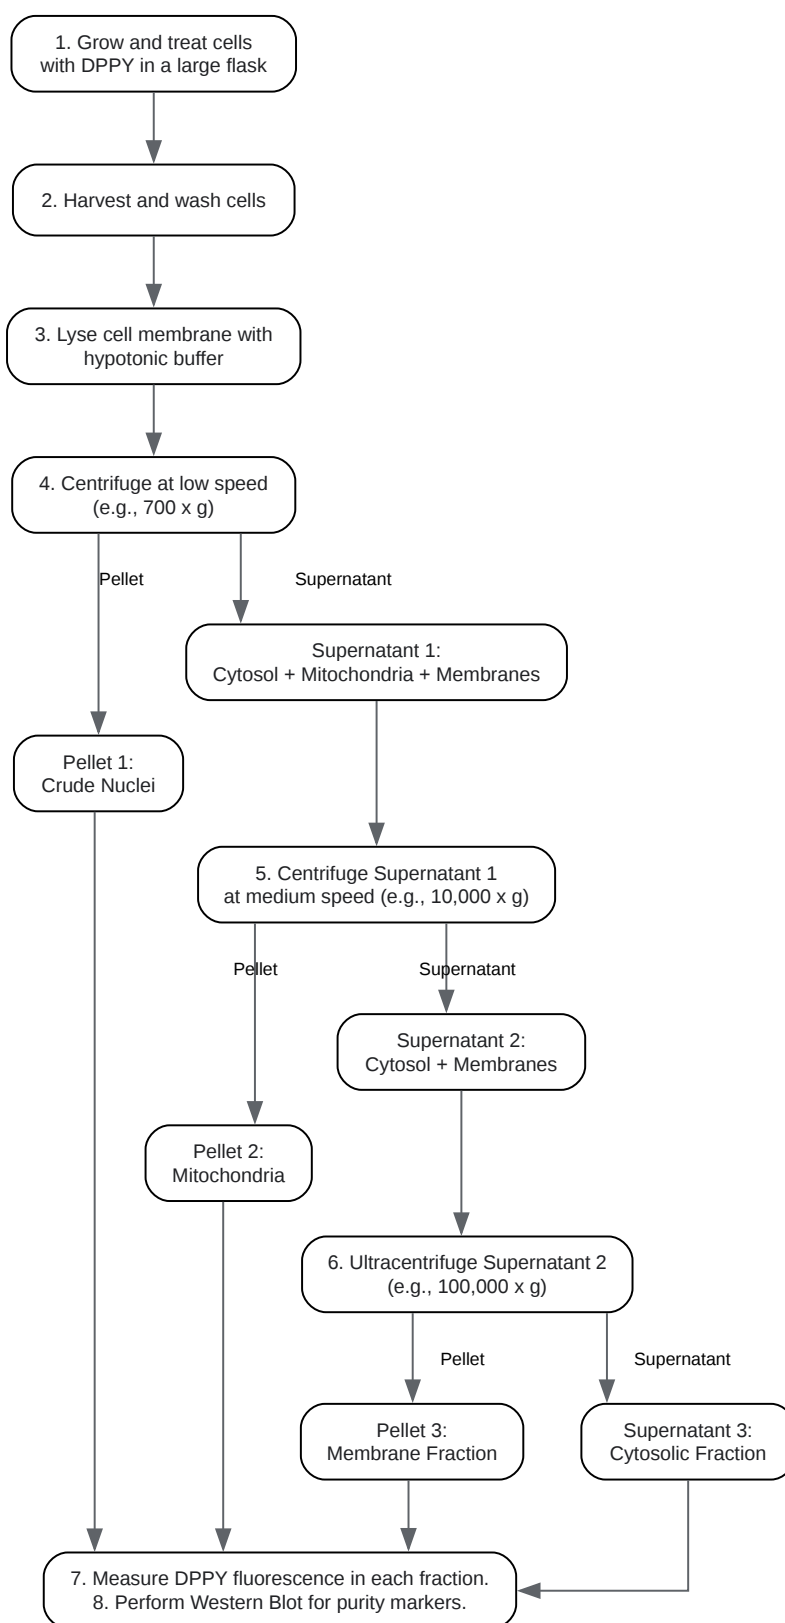 1. Grow and treat cells
with DPPY in a large flask
2. Harvest and wash cells
3. Lyse cell membrane with
hypotonic buffer
4. Centrifuge at low speed
(e.g., 700 x g)
Pellet
Supernatant
Supernatant 1:
Cytosol + Mitochondria + Membranes
Pellet 1:
Crude Nuclei
5. Centrifuge Supernatant 1
at medium speed (e.g., 10,000 x g)
Pellet
Supernatant
Supernatant 2:
Cytosol + Membranes
Pellet 2:
Mitochondria
6. Ultracentrifuge Supernatant 2
(e.g., 100,000 x g)
Pellet
Supernatant
Pellet 3:
Membrane Fraction
Supernatant 3:
Cytosolic Fraction
7. Measure DPPY fluorescence in each fraction.
8. Perform Western Blot for purity markers.